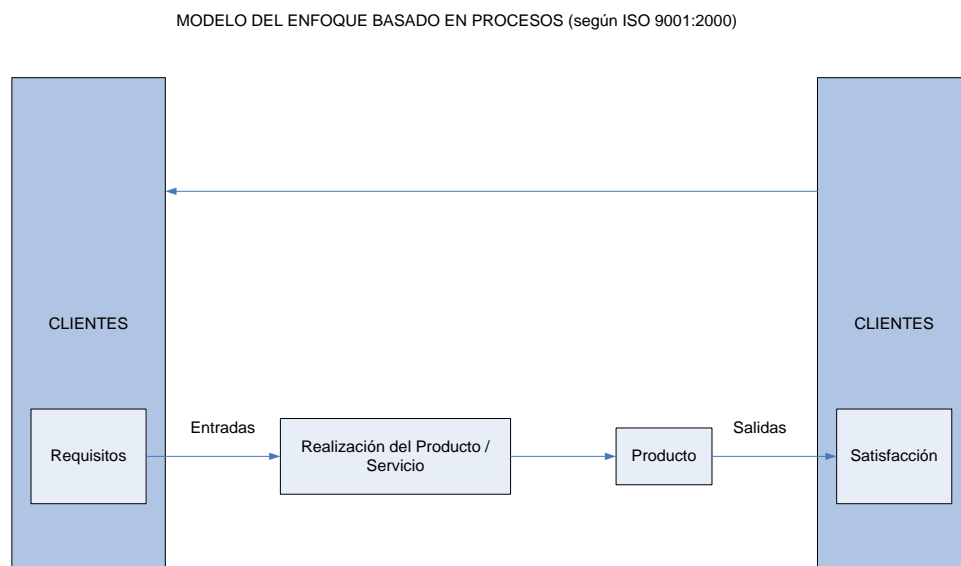 MODELO DEL ENFOQUE BASADO EN PROCESOS (según ISO 9001:2000)
CLIENTES
CLIENTES
Requisitos
Entradas
Realización del Producto /
Servicio
Producto
Salidas
Satisfacción